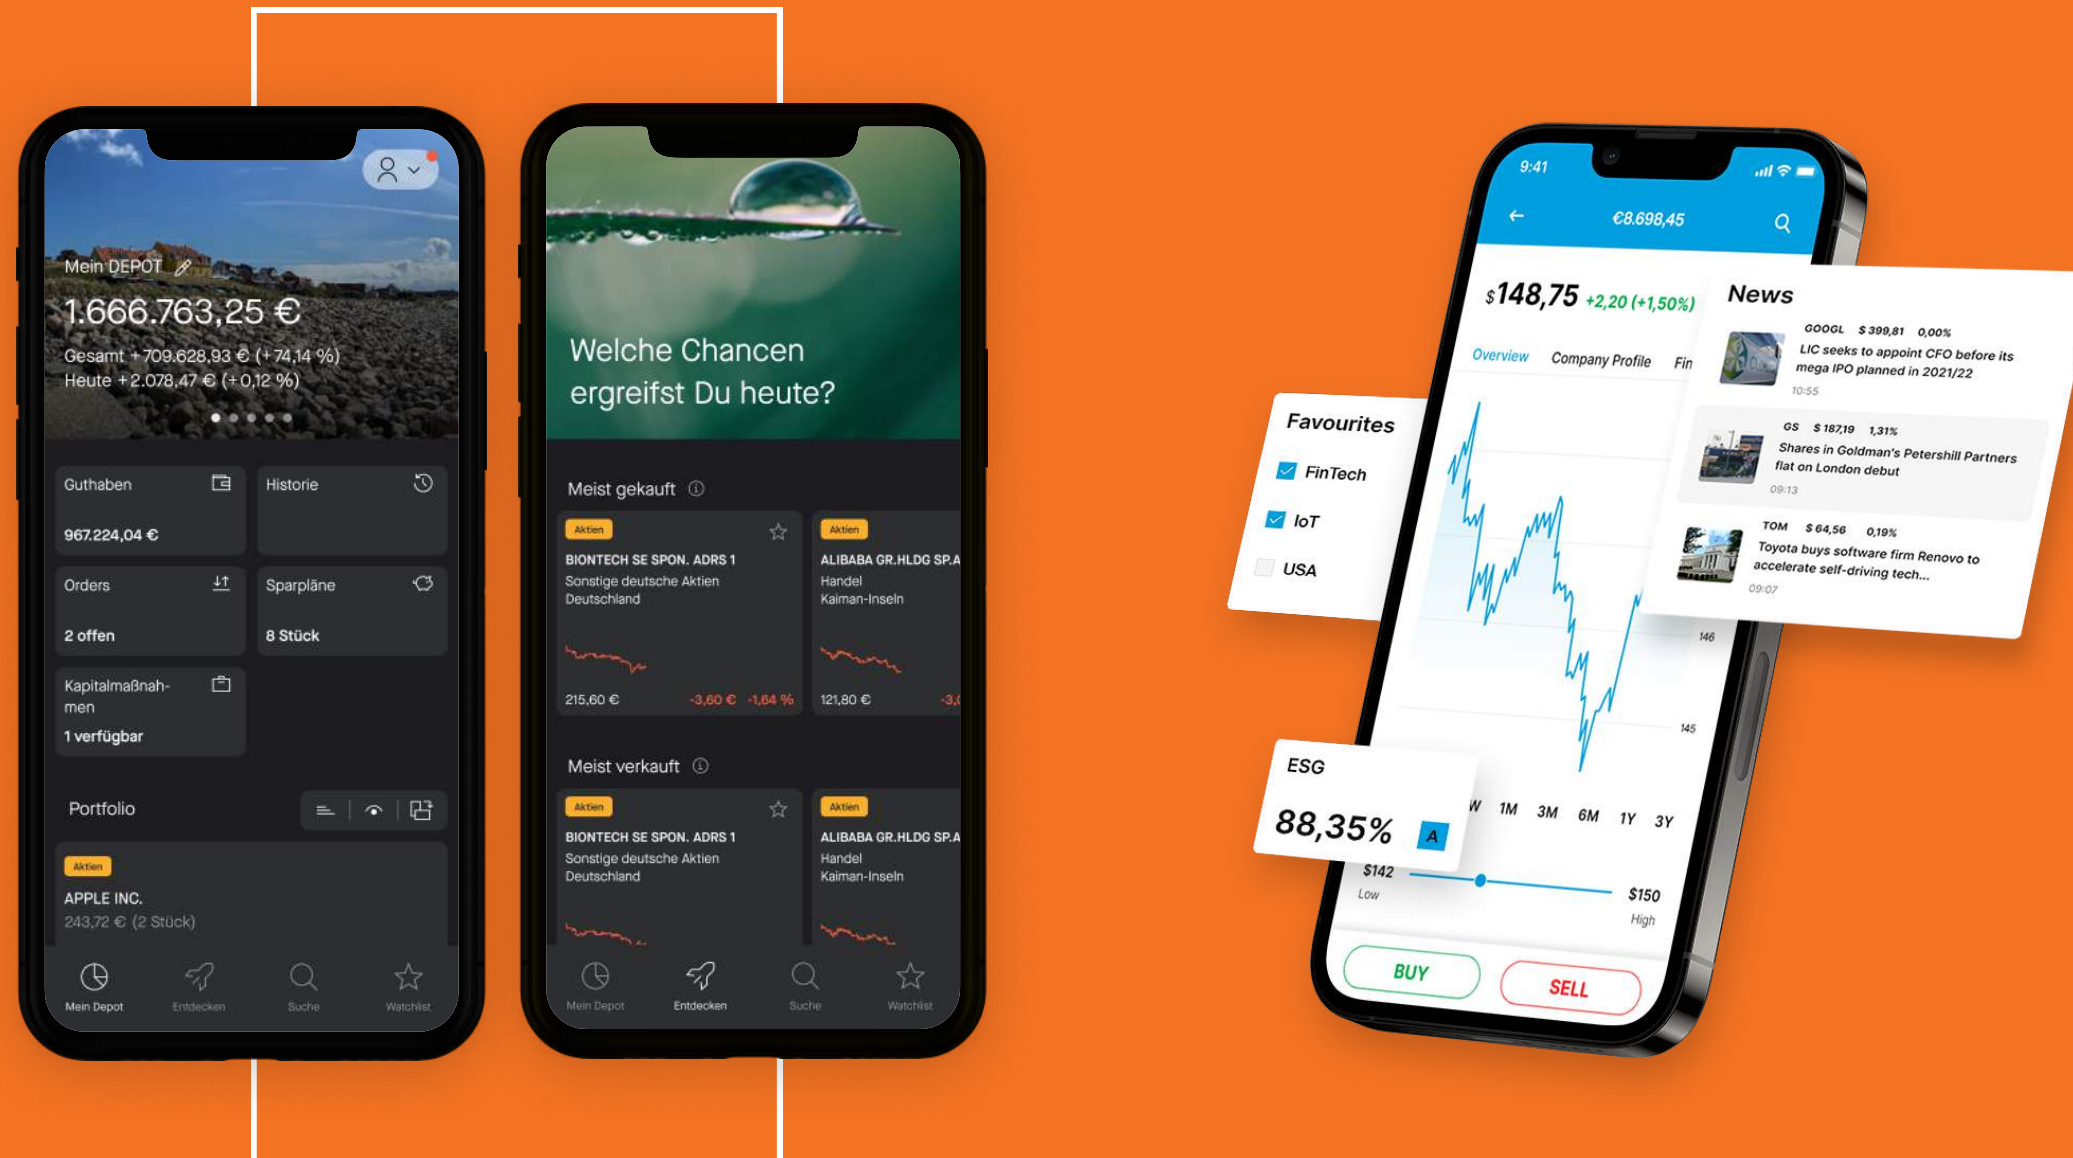 Mein DEPOT
1.666.763,25 €
Gesamt +709.628,93 € (+74,14 %)
Heute +2.078,47 € (+0,12 %)
Guthaben
967.224,04 €
Historie
Orders
2 offen
Sparpläne
8 Stück
Kapitalmaßnah-
men
1 verfügbar
Portfolio
Aktien
APPLE INC.
243,72 € (2 Stück)
Mein Depot
Entdecken
Suche
Watchlist
Welche Chancen
ergreifst Du heute?
Meist gekauft
Aktien
BIONTECH SE SPON. ADRS 1
Sonstige deutsche Aktien
Deutschland
215,60 € -3,60 € -1,64 %
Aktien
ALIBABA GR.HLDG SP.A
Handel
Kaiman-Inseln
121,80 € -3,0
Meist verkauft
Aktien
BIONTECH SE SPON. ADRS 1
Sonstige deutsche Aktien
Deutschland
Aktien
ALIBABA GR.HLDG SP.A
Handel
Kaiman-Inseln
Mein Depot
Entdecken
Suche
Watchlist
9:41
€8.698,45
$148,75 +2,20 (+1,50%)
Overview Company Profile Fin
146
145
W 1M 3M 6M 1Y 3Y
$142
Low
$150
High
BUY
SELL
Favourites
FinTech
IoT
USA
ESG
88,35% A
News
GOOGL $ 399,81 0,00%
LIC seeks to appoint CFO before its
mega IPO planned in 2021/22
10:55
GS $ 187,19 1,31%
Shares in Goldman's Petershill Partners
flat on London debut
09:13
TOM $ 64,56 0,19%
Toyota buys software firm Renovo to
accelerate self-driving tech...
09:07